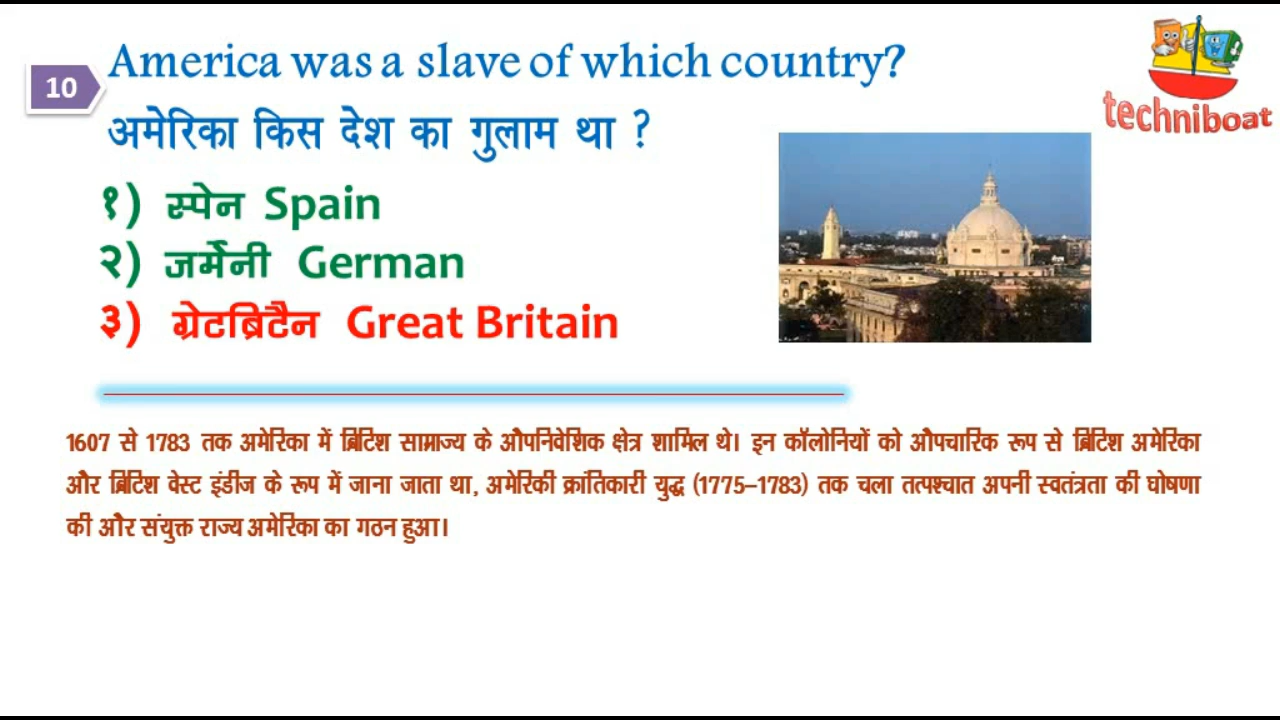 10
America was a slave of which country?
अमेरिका किस देश का गुलाम था ?
१) स्पेन Spain
२) जर्मेनी German
३) ग्रेटब्रिटैन Great Britain
techniboat
1607 से 1783 तक अमेरिका में ब्रिटिश साम्राज्य के औपनिवेशिक क्षेत्र शामिल थे। इन कॉलोनियों को औपचारिक रूप से ब्रिटिश अमेरिका
और ब्रिटिश वेस्ट इंडीज के रूप में जाना जाता था, अमेरिकी क्रांतिकारी युद्ध (1775–1783) तक चला तत्पश्चात अपनी स्वतंत्रता की घोषणा
की और संयुक्त राज्य अमेरिका का गठन हुआ।